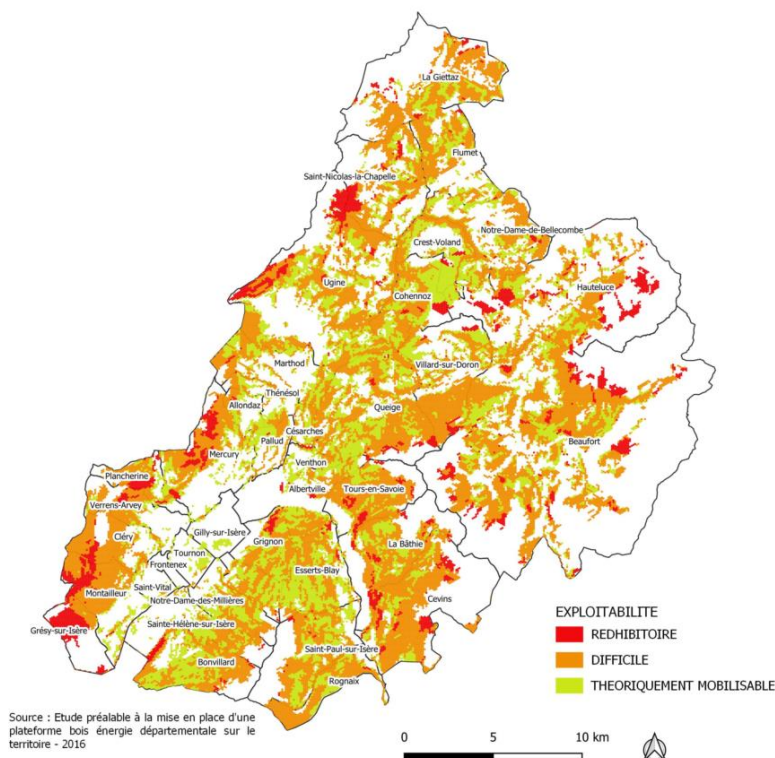 La Giettaz
Flumet
Saint-Nicolas-la-Chapelle
Notre-Dame-de-Bellecombe
Crest-Voland
Ugine
Cohennoz
Hauteluce
Marthod
Villard-sur-Doron
Thénésol
Allondaz
Queige
Césarches
Pallud
Beaufort
Mercury
Venthon
Plancherine
Albertville
Tours-en-Savoie
Verrens-Arvey
Cléry
Gilly-sur-Isère
Grignon
La Bâthie
Tournon
Frontenex
Esserts-Blay
Saint-Vital
Montailleur
Notre-Dame-des-Millières
Cevins
Sainte-Hélène-sur-Isère
Grésy-sur-Isère
Saint-Paul-sur-Isère
Bonvillard
Rognaix
EXPLOITABILITE
REDHIBITOIRE
DIFFICILE
THEORIQUEMENT MOBILISABLE
Source : Etude préalable à la mise en place d'une
plateforme bois énergie départementale sur le
territoire - 2016
0 5 10 km